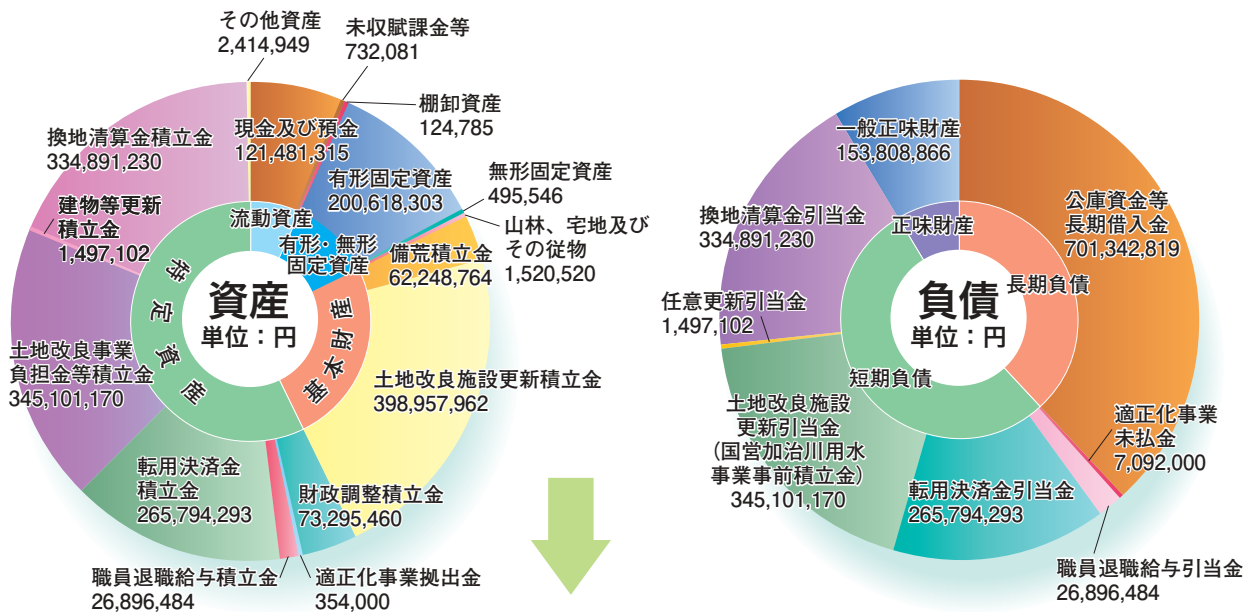 その他資産
2,414,949
未収賦課金等
732,081
棚卸資産
124,785
現金及び預金
121,481,315
有形固定資産
200,618,303
無形固定資産
495,546
山林、宅地及び
その従物
1,520,520
備荒積立金
62,248,764
土地改良施設更新積立金
398,957,962
財政調整積立金
73,295,460
適正化事業拠出金
354,000
職員退職給与積立金
26,896,484
転用決済金
積立金
265,794,293
土地改良事業
負担金等積立金
345,101,170
建物等更新
積立金
1,497,102
換地清算金積立金
334,891,230
流動資産
有形・無形
固定資産
基本財産
特定資産
資産
単位：円
一般正味財産
153,808,866
換地清算金引当金
334,891,230
任意更新引当金
1,497,102
土地改良施設
更新引当金
（国営加治川用水
事業事前積立金）
345,101,170
転用決済金引当金
265,794,293
職員退職給与引当金
26,896,484
適正化事業
未払金
7,092,000
公庫資金等
長期借入金
701,342,819
正味財産
長期負債
短期負債
負債
単位：円